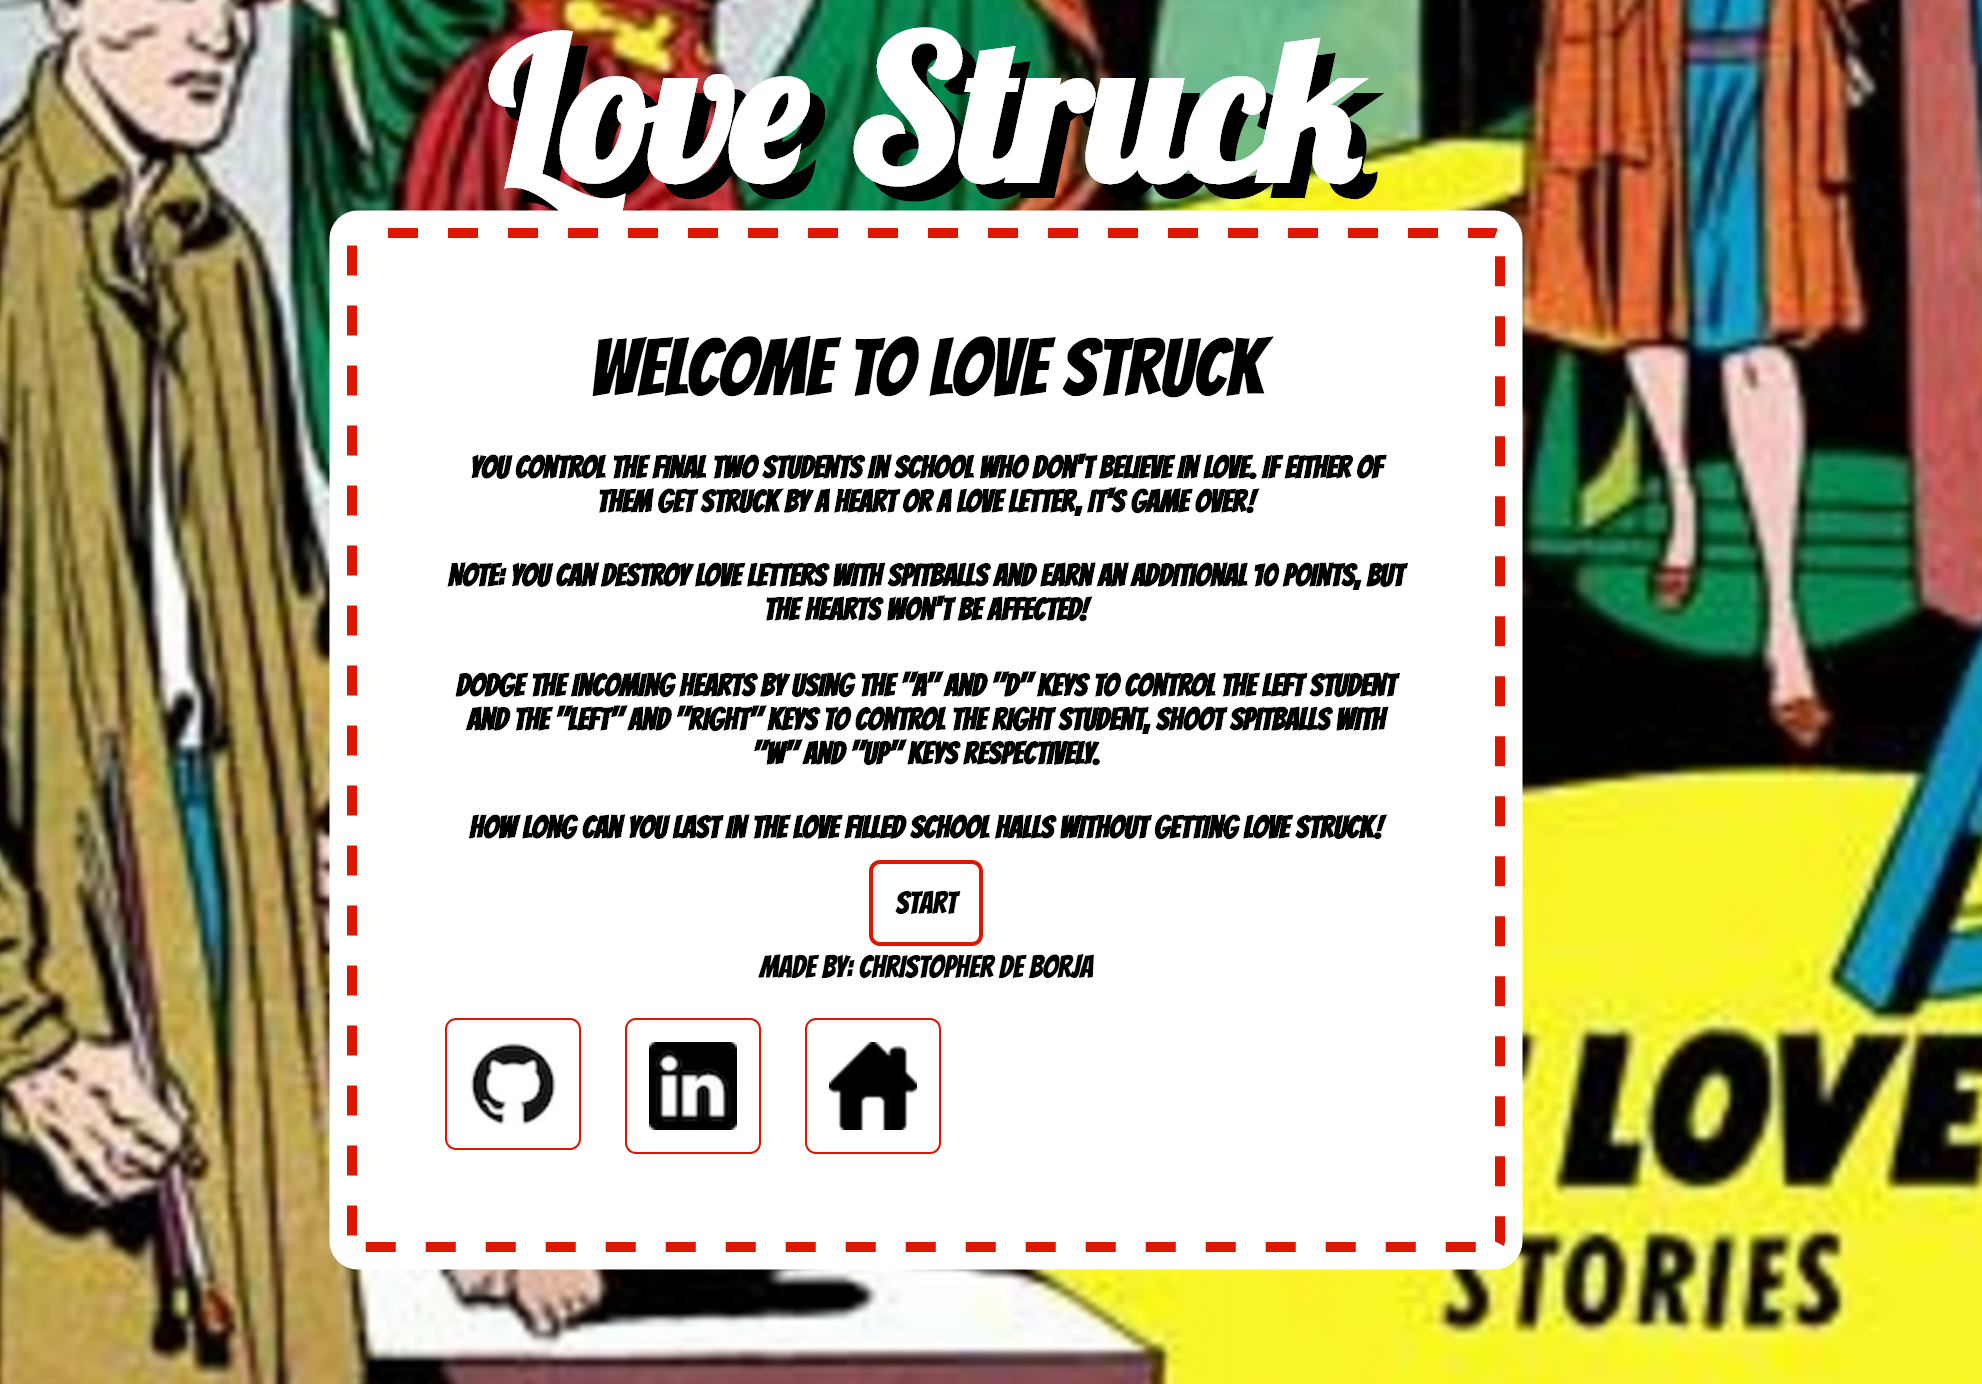 Love Struck
WELCOME TO LOVE STRUCK
YOU CONTROL THE FINAL TWO STUDENTS IN SCHOOL WHO DON'T BELIEVE IN LOVE. IF EITHER OF
THEM GET STRUCK BY A HEART OR A LOVE LETTER, IT'S GAME OVER!
NOTE: YOU CAN DESTROY LOVE LETTERS WITH SPITBALLS AND EARN AN ADDITIONAL 10 POINTS, BUT
THE HEARTS WON'T BE AFFECTED!
DODGE THE INCOMING HEARTS BY USING THE "A" AND "D" KEYS TO CONTROL THE LEFT STUDENT
AND THE "LEFT" AND "RIGHT" KEYS TO CONTROL THE RIGHT STUDENT, SHOOT SPITBALLS WITH
"W" AND "UP" KEYS RESPECTIVELY.
HOW LONG CAN YOU LAST IN THE LOVE FILLED SCHOOL HALLS WITHOUT GETTING LOVE STRUCK!
START
MADE BY: CHRISTOPHER DE BORJA
in
LOVE
STORIES